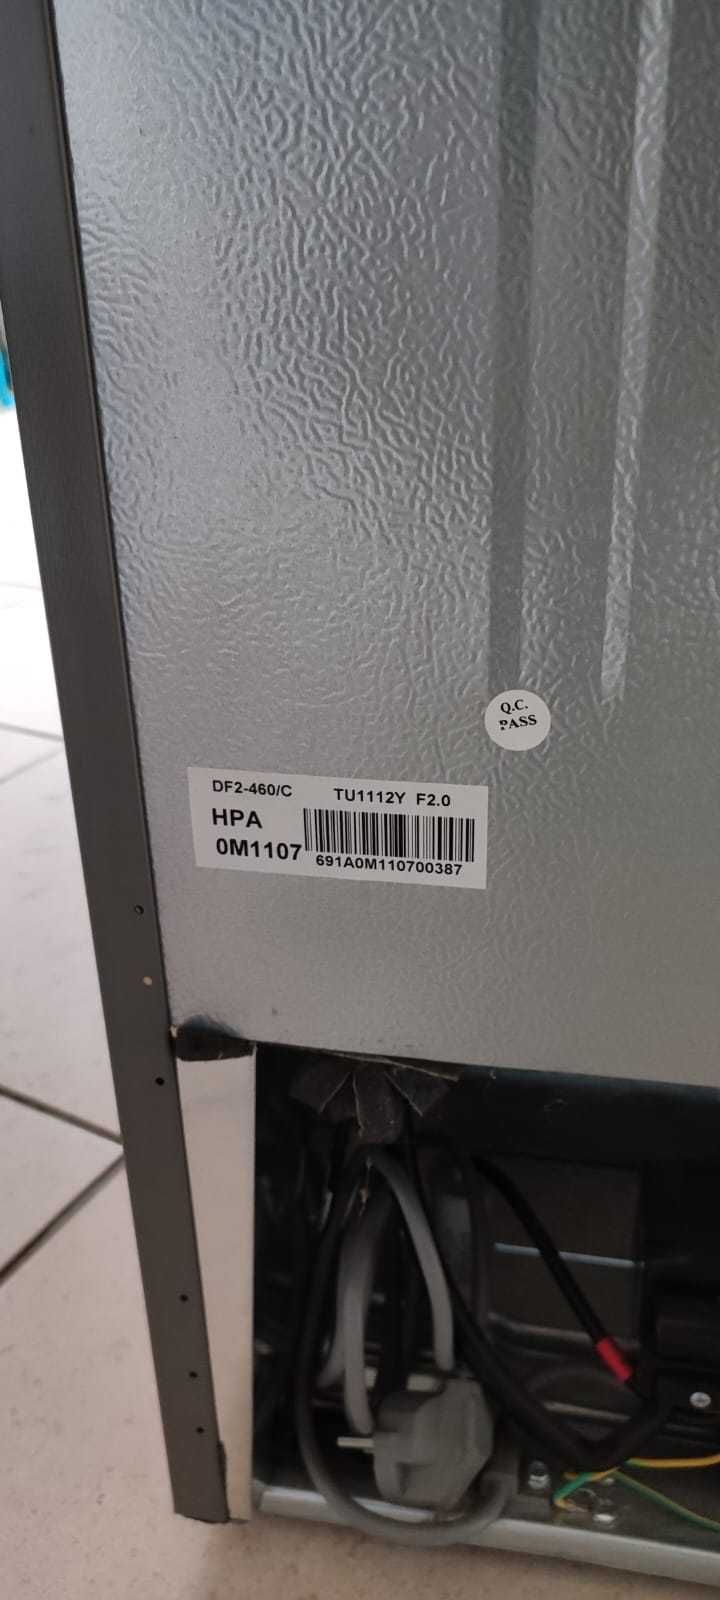 Q.C.
PASS
DF2-460/C TU1112Y F2.0
HPA
0M1107
691A0M110700387